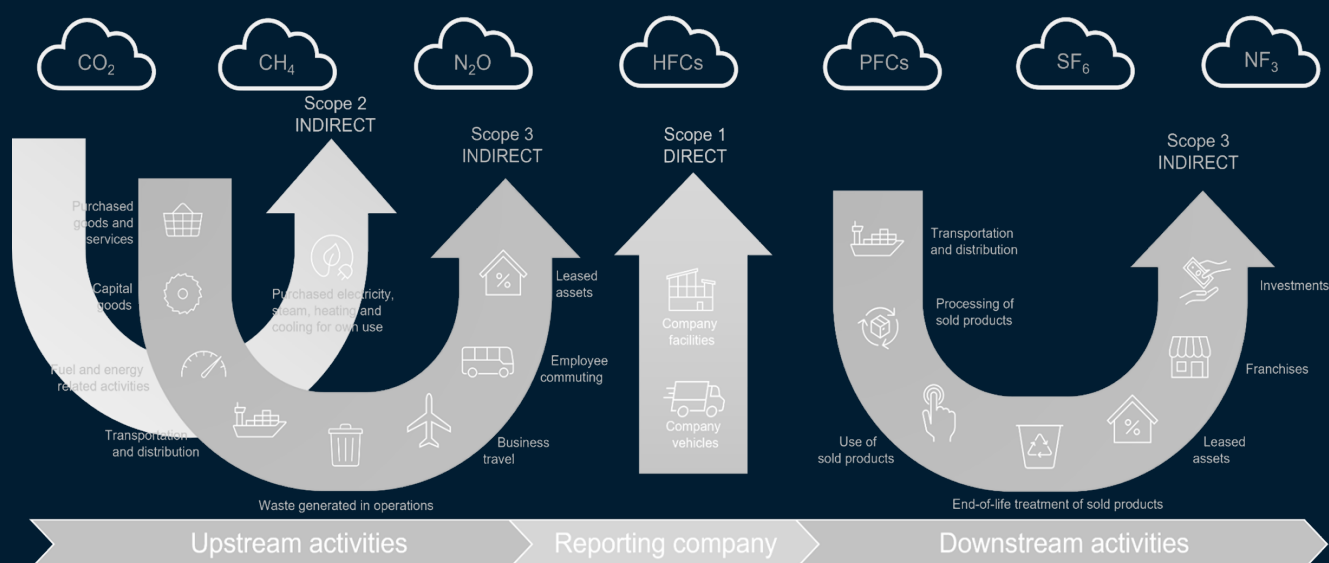 CO₂
CH₄
N₂O
HFCs
PFCs
SF₆
NF₃
Scope 2
INDIRECT
Scope 3
INDIRECT
Scope 1
DIRECT
Scope 3
INDIRECT
Purchased
goods and
services
Capital
goods
Fuel and energy
related activities
Transportation
and distribution
Waste generated in operations
Business
travel
Employee
commuting
Leased
assets
Purchased electricity,
steam, heating and
cooling for own use
Company
facilities
Company
vehicles
Transportation
and distribution
Processing of
sold products
Use of
sold products
End-of-life treatment of sold products
Leased
assets
Franchises
Investments
Upstream activities
Reporting company
Downstream activities